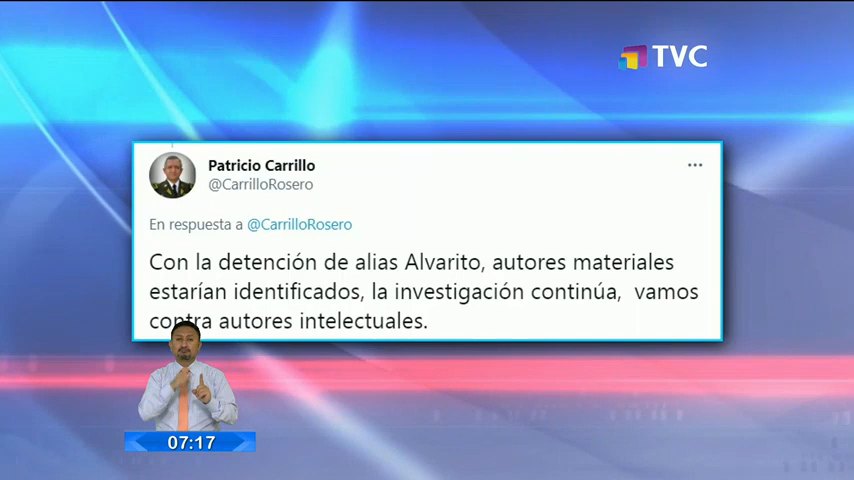 TVC
Patricio Carrillo
@CarrilloRosero
En respuesta a @CarrilloRosero
Con la detención de alias Alvarito, autores materiales
estarían identificados, la investigación continúa, vamos
contra autores intelectuales.
07:17